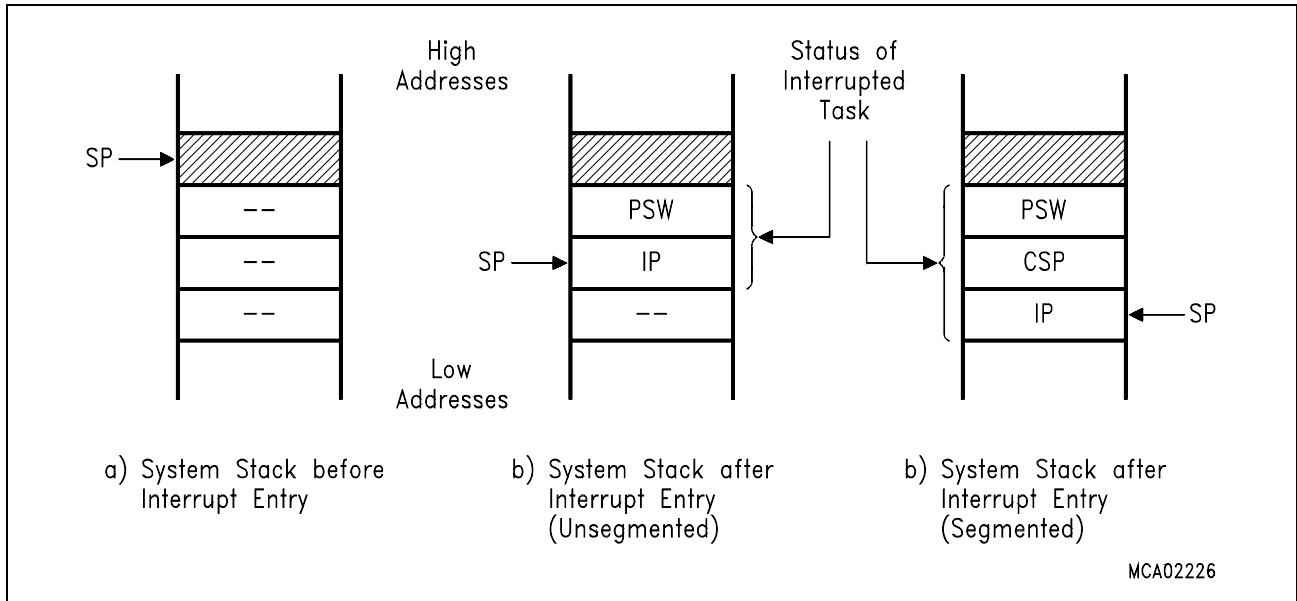 High
Addresses
Status of
Interrupted
Task
SP
--
--
--
PSW
SP
IP
--
PSW
CSP
IP
SP
Low
Addresses
a) System Stack before
Interrupt Entry
b) System Stack after
Interrupt Entry
(Unsegmented)
b) System Stack after
Interrupt Entry
(Segmented)
MCA02226